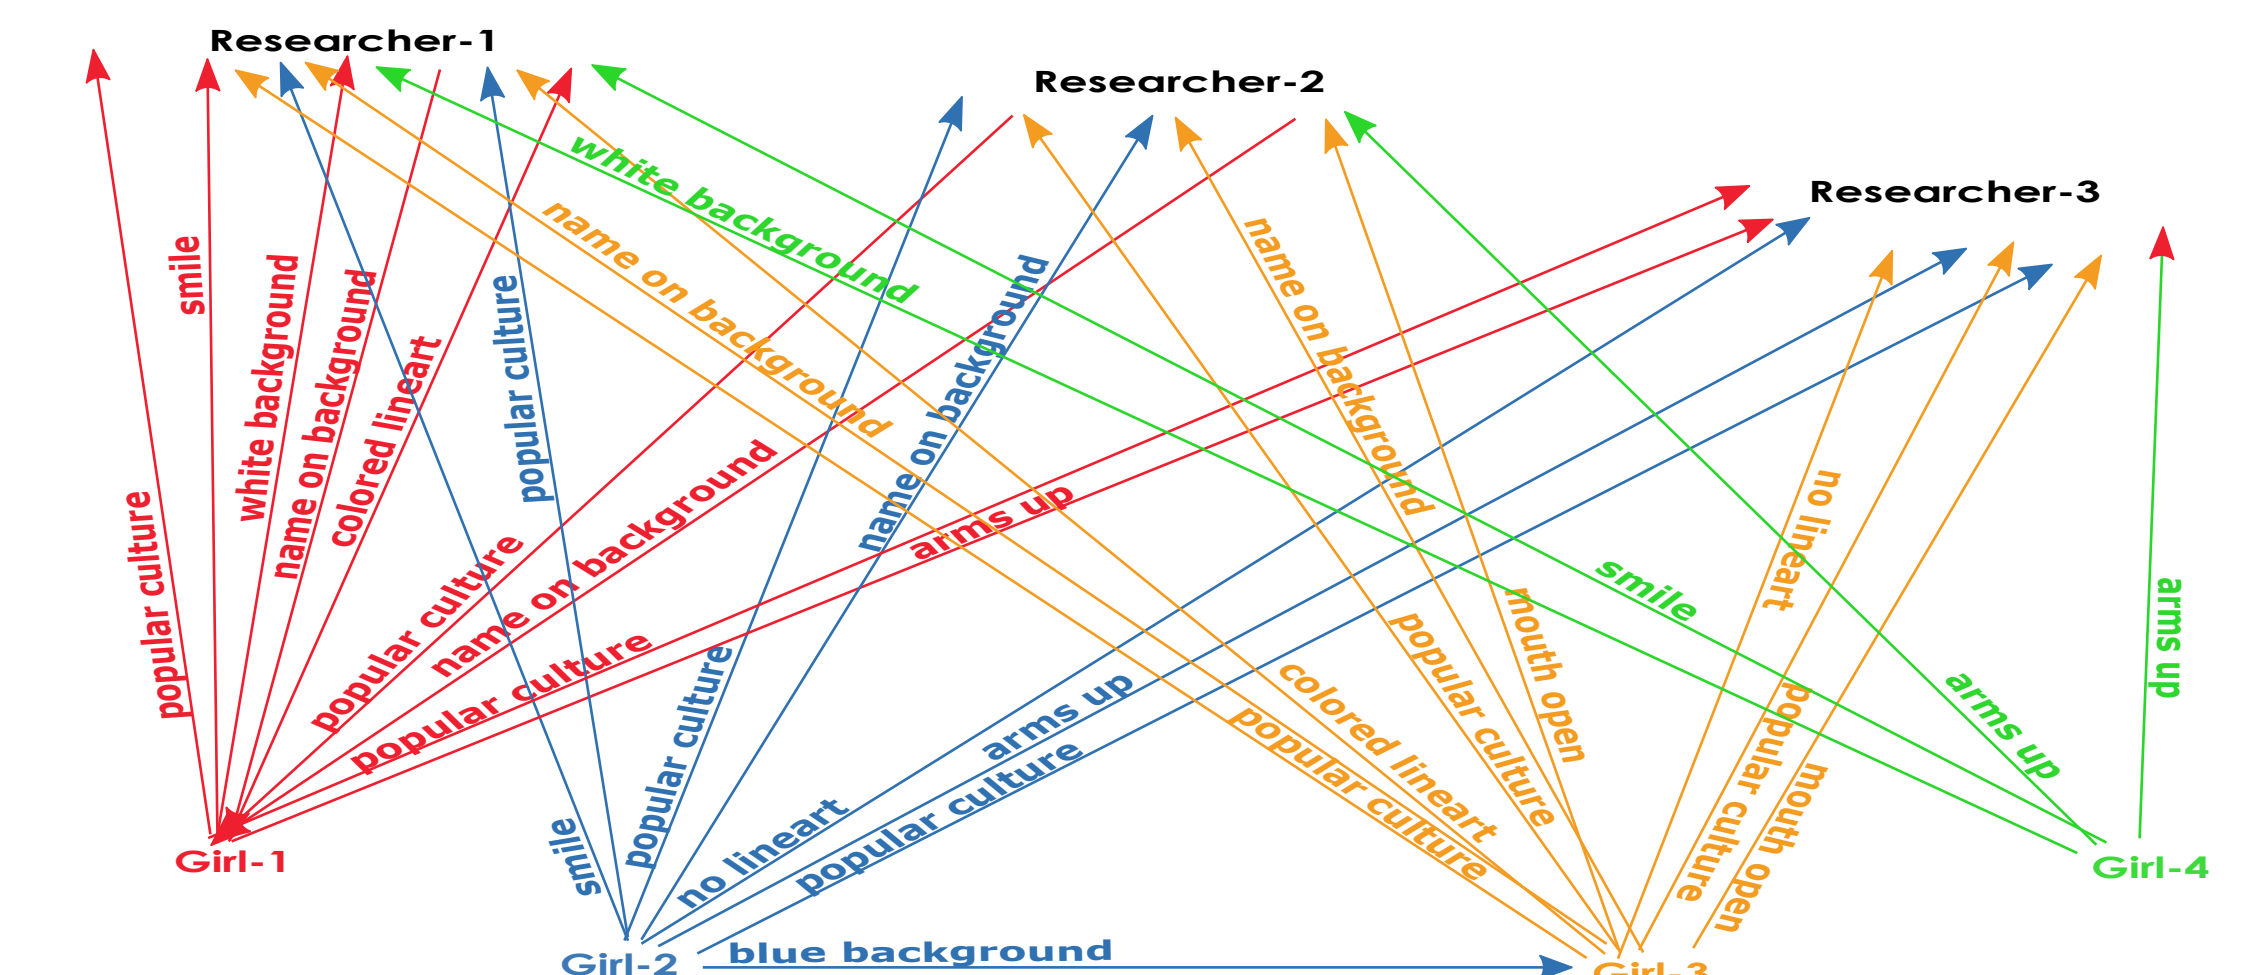 Researcher-1
Researcher-2
Researcher-3
popular culture
smile
white background
name on background
colored lineart
popular culture
name on background
popular culture
arms up
smile
popular culture
popular culture
name on background
no lineart
arms up
popular culture
blue background
name on background
popular culture
colored lineart
name on background
popular culture
mouth open
no lineart
popular culture
mouth open
white background
smile
arms up
arms up
Girl-1
Girl-2
Girl-3
Girl-4